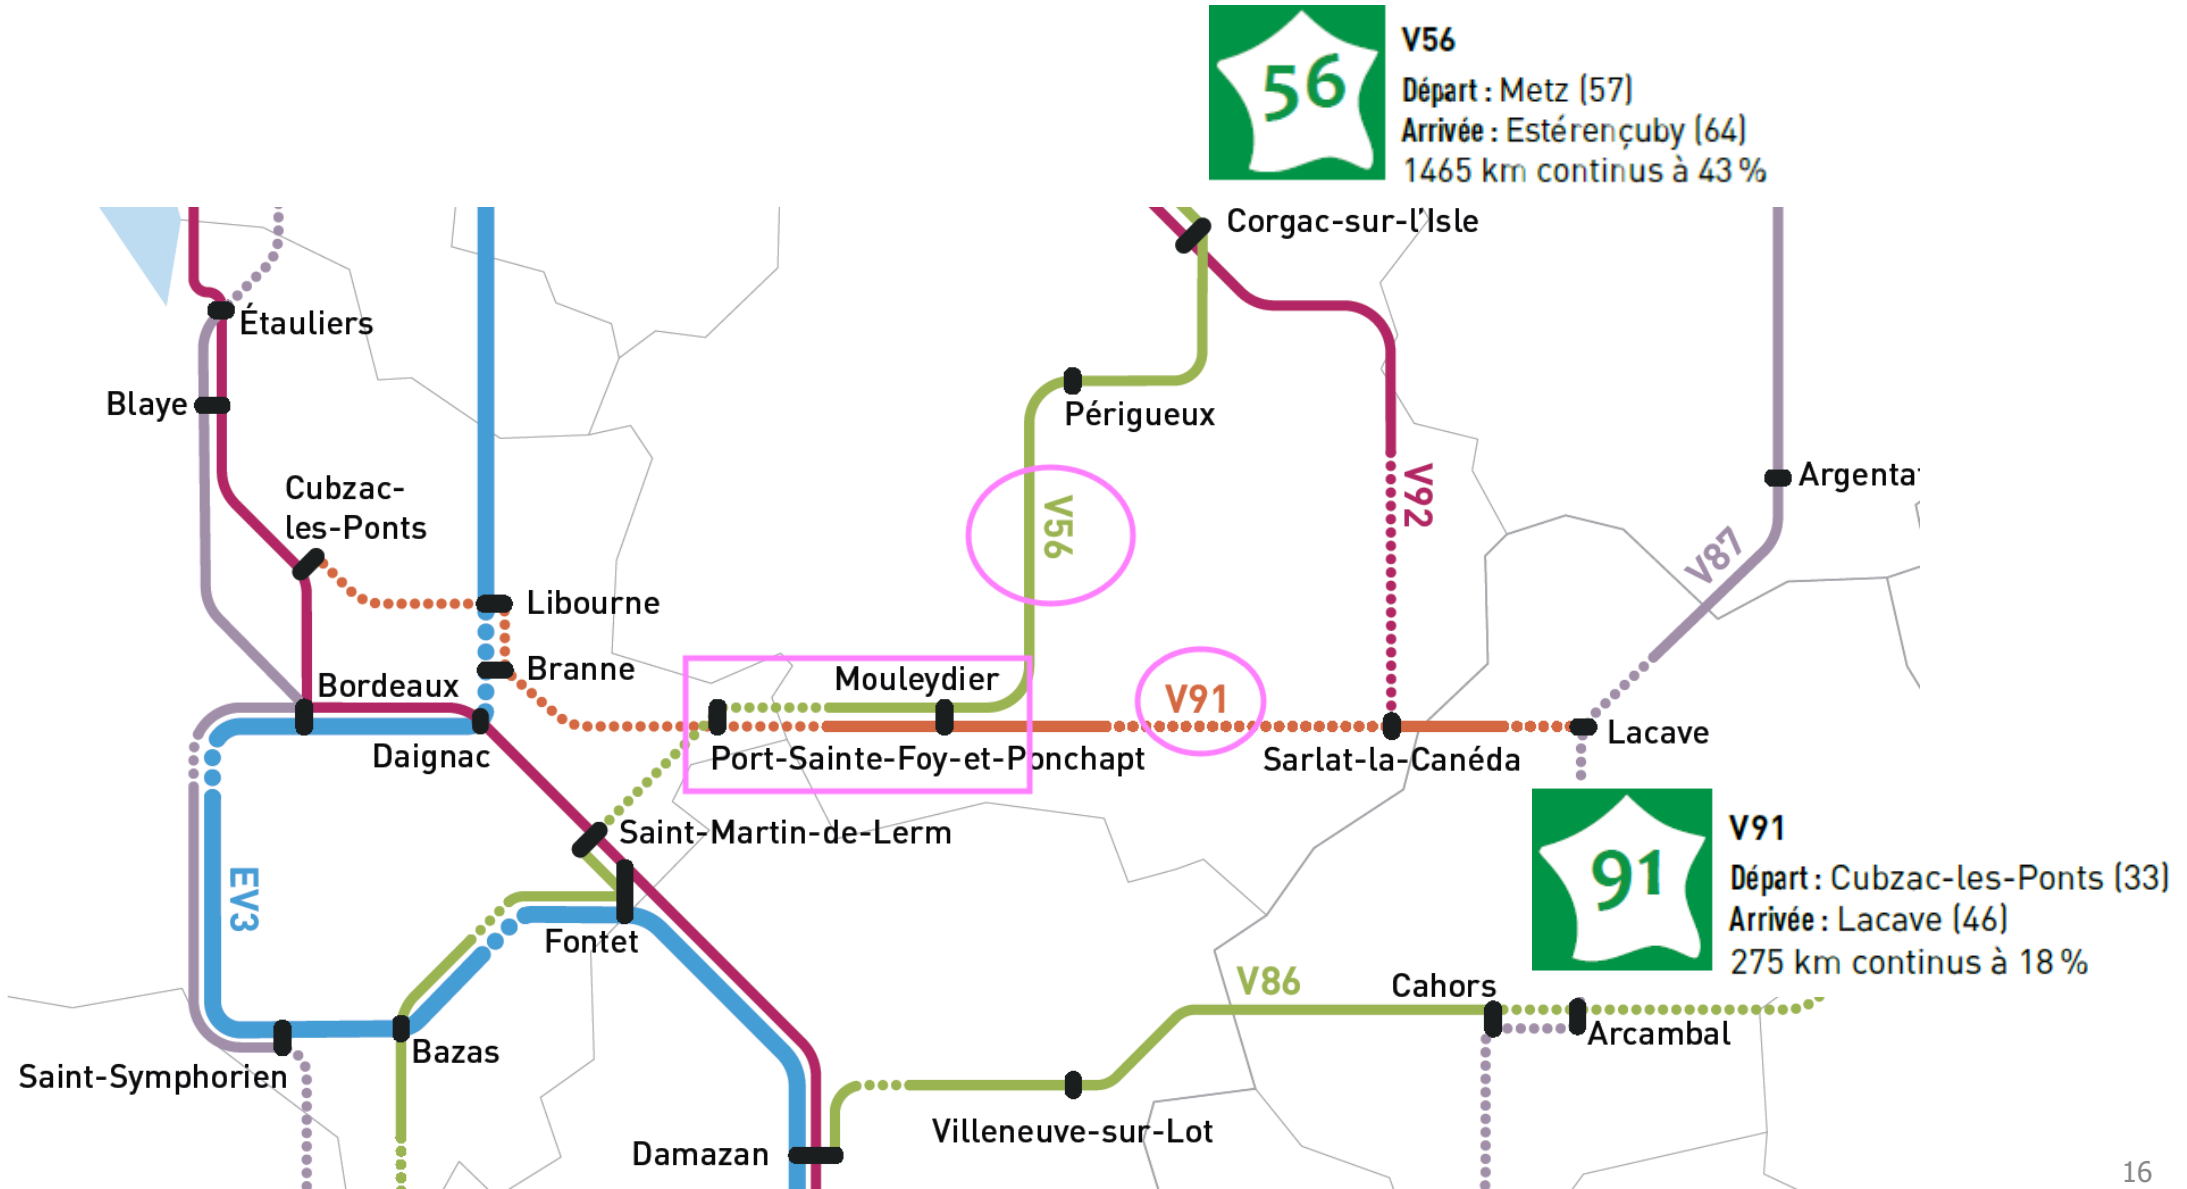 56
V56
Départ : Metz (57)
Arrivée : Estérençuby (64)
1465 km continus à 43 %
Corgac-sur-l'Isle
Étauliers
Blaye
Périgueux
Cubzac-
les-Ponts
V56
V92
Argentat
V87
Libourne
Branne
Bordeaux
Mouleydier
V91
Daignac
Port-Sainte-Foy-et-Ponchapt
Sarlat-la-Canéda
Lacave
Saint-Martin-de-Lerm
91
V91
Départ : Cubzac-les-Ponts (33)
Arrivée : Lacave (46)
275 km continus à 18 %
EV3
Fontet
V86
Cahors
Arcambal
Bazas
Saint-Symphorien
Villeneuve-sur-Lot
Damazan
16